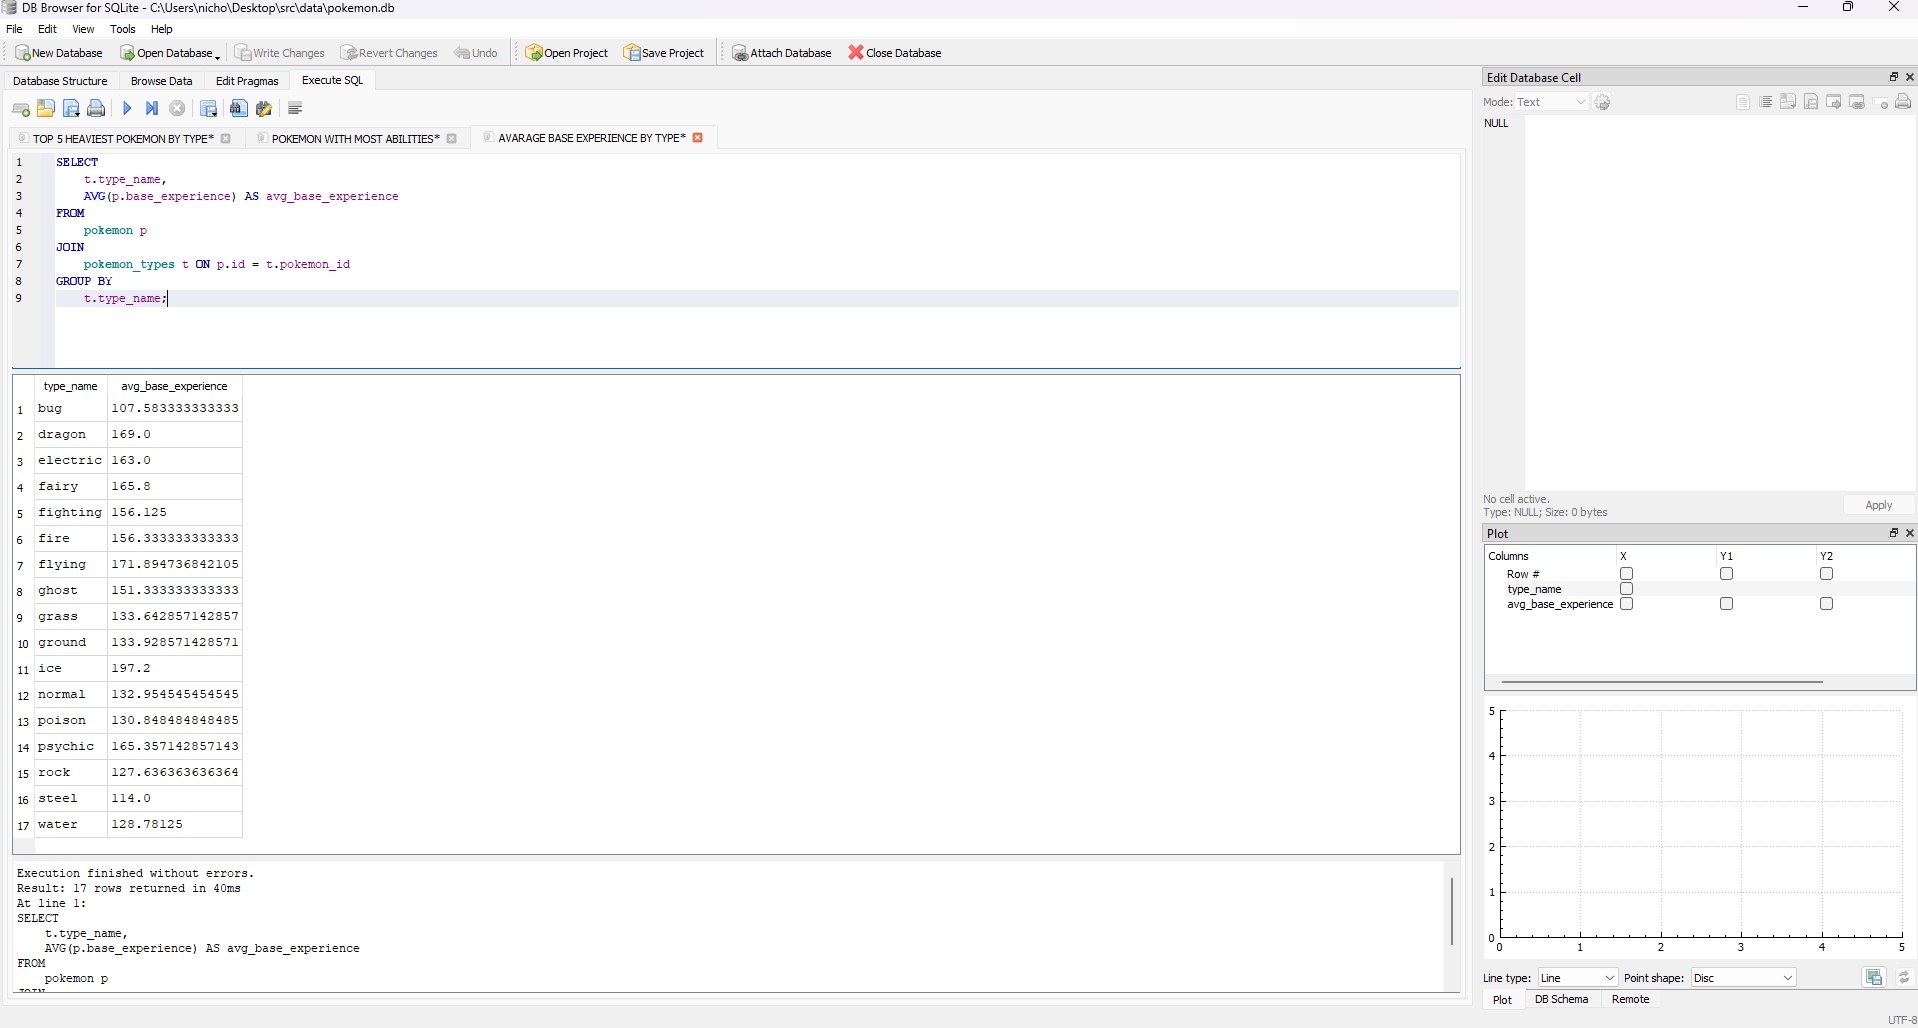 DB Browser for SQLite - C:\Users\nicho\Desktop\src\data\pokemon.db
File Edit View Tools Help
New Database Open Database Write Changes Revert Changes Undo Open Project Save Project Attach Database Close Database
Database Structure Browse Data Edit Pragmas Execute SQL
TOP 5 HEAVIEST POKEMON BY TYPE* POKEMON WITH MOST ABILITIES* AVARAGE BASE EXPERIENCE BY TYPE*
1 SELECT
2 t.type_name,
3 AVG(p.base_experience) AS avg_base_experience
4 FROM
5 pokemon p
6 JOIN
7 pokemon_types t ON p.id = t.pokemon_id
8 GROUP BY
9 t.type_name;
type_name avg_base_experience
1 bug 107.583333333333
2 dragon 169.0
3 electric 163.0
4 fairy 165.8
5 fighting 156.125
6 fire 156.333333333333
7 flying 171.894736842105
8 ghost 151.333333333333
9 grass 133.642857142857
10 ground 133.928571428571
11 ice 197.2
12 normal 132.954545454545
13 poison 130.848484848485
14 psychic 165.357142857143
15 rock 127.636363636364
16 steel 114.0
17 water 128.78125
Execution finished without errors.
Result: 17 rows returned in 40ms
At line 1:
SELECT
t.type_name,
AVG(p.base_experience) AS avg_base_experience
FROM
pokemon p
JOIN
Edit Database Cell
Mode: Text
NULL
No cell active.
Type: NULL; Size: 0 bytes
Apply
Plot
Columns X Y1 Y2
Row #
type_name
avg_base_experience
5
4
3
2
1
0
0 1 2 3 4 5
Line type: Line Point shape: Disc
Plot DB Schema Remote
UTF-8